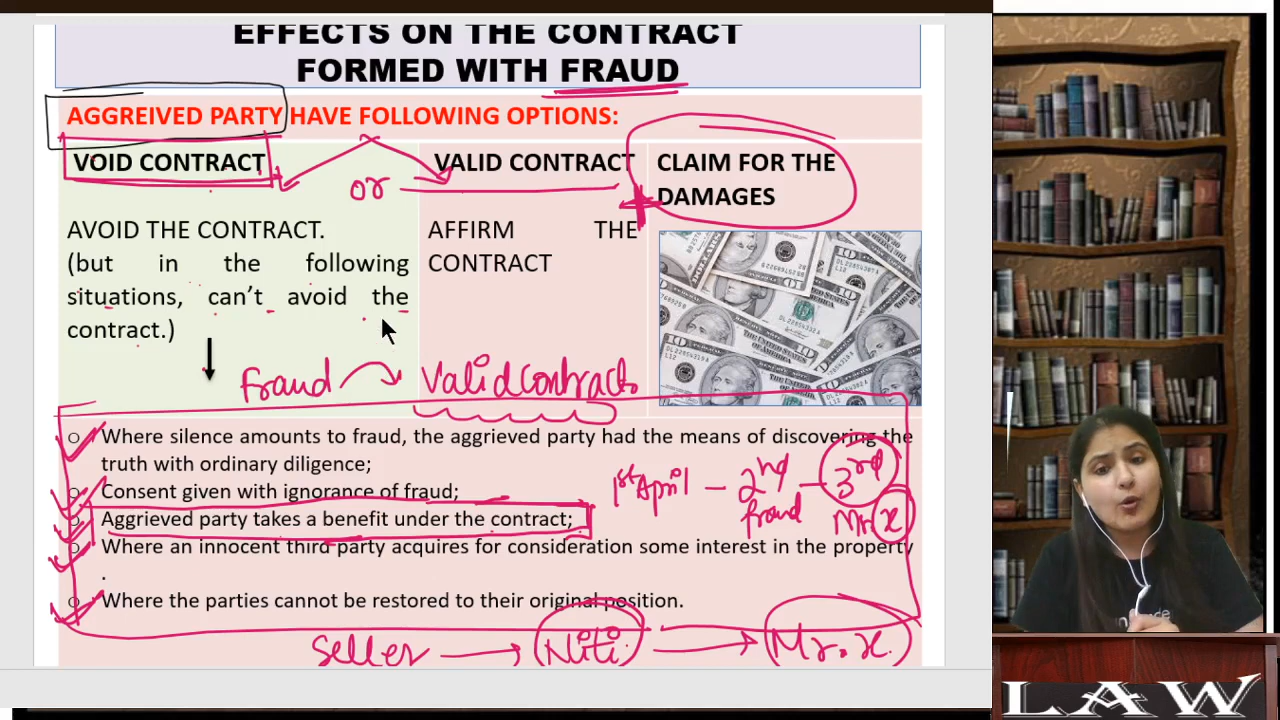 EFFECTS ON THE CONTRACT
FORMED WITH FRAUD
AGGREIVED PARTY HAVE FOLLOWING OPTIONS:
VOID CONTRACT
or
VALID CONTRACT
CLAIM FOR THE
DAMAGES
AVOID THE CONTRACT.
(but in the following
situations, can't avoid the
contract.)
AFFIRM THE
CONTRACT
Fraud
Valid contracts
Where silence amounts to fraud, the aggrieved party had the means of discovering the
truth with ordinary diligence;
Consent given with ignorance of fraud;
Aggrieved party takes a benefit under the contract;
Where an innocent third party acquires for consideration some interest in the property
.
Where the parties cannot be restored to their original position.
1st April — 2nd — 3rd
fraud Mr. x
Seller Niti Mr. x.
LAW